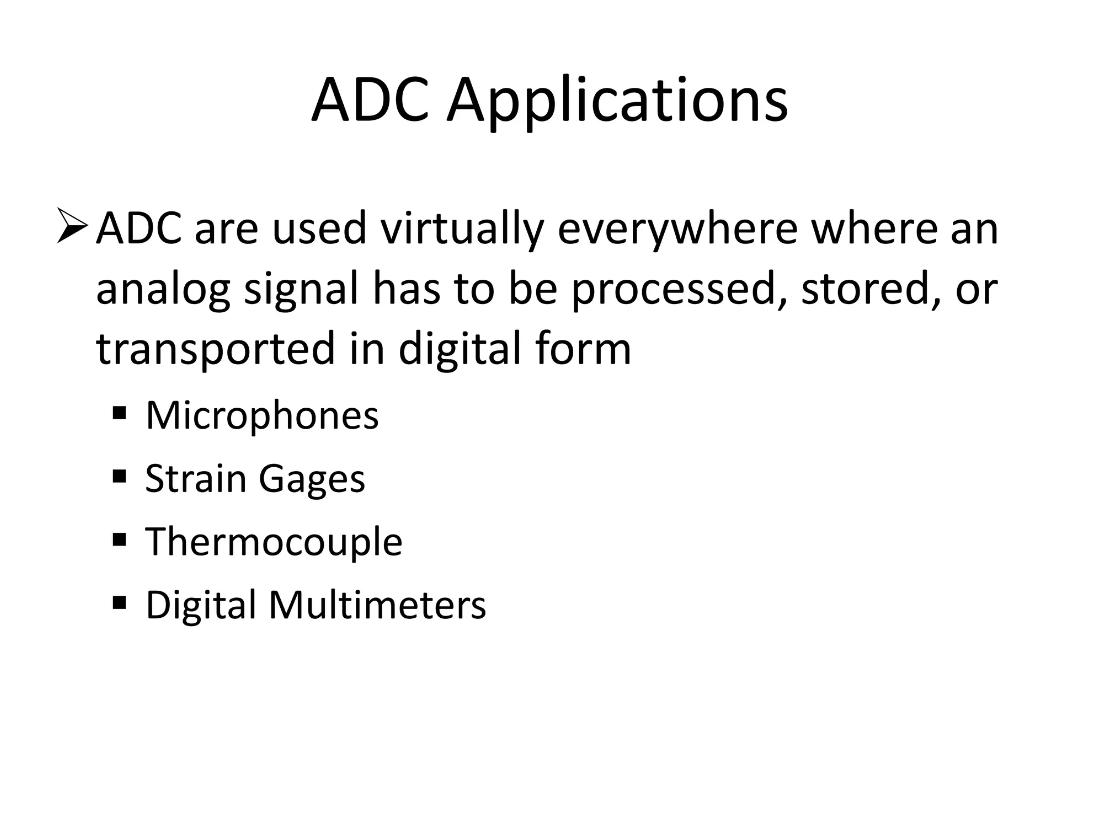 ADC Applications
ADC are used virtually everywhere where an
analog signal has to be processed, stored, or
transported in digital form
Microphones
Strain Gages
Thermocouple
Digital Multimeters